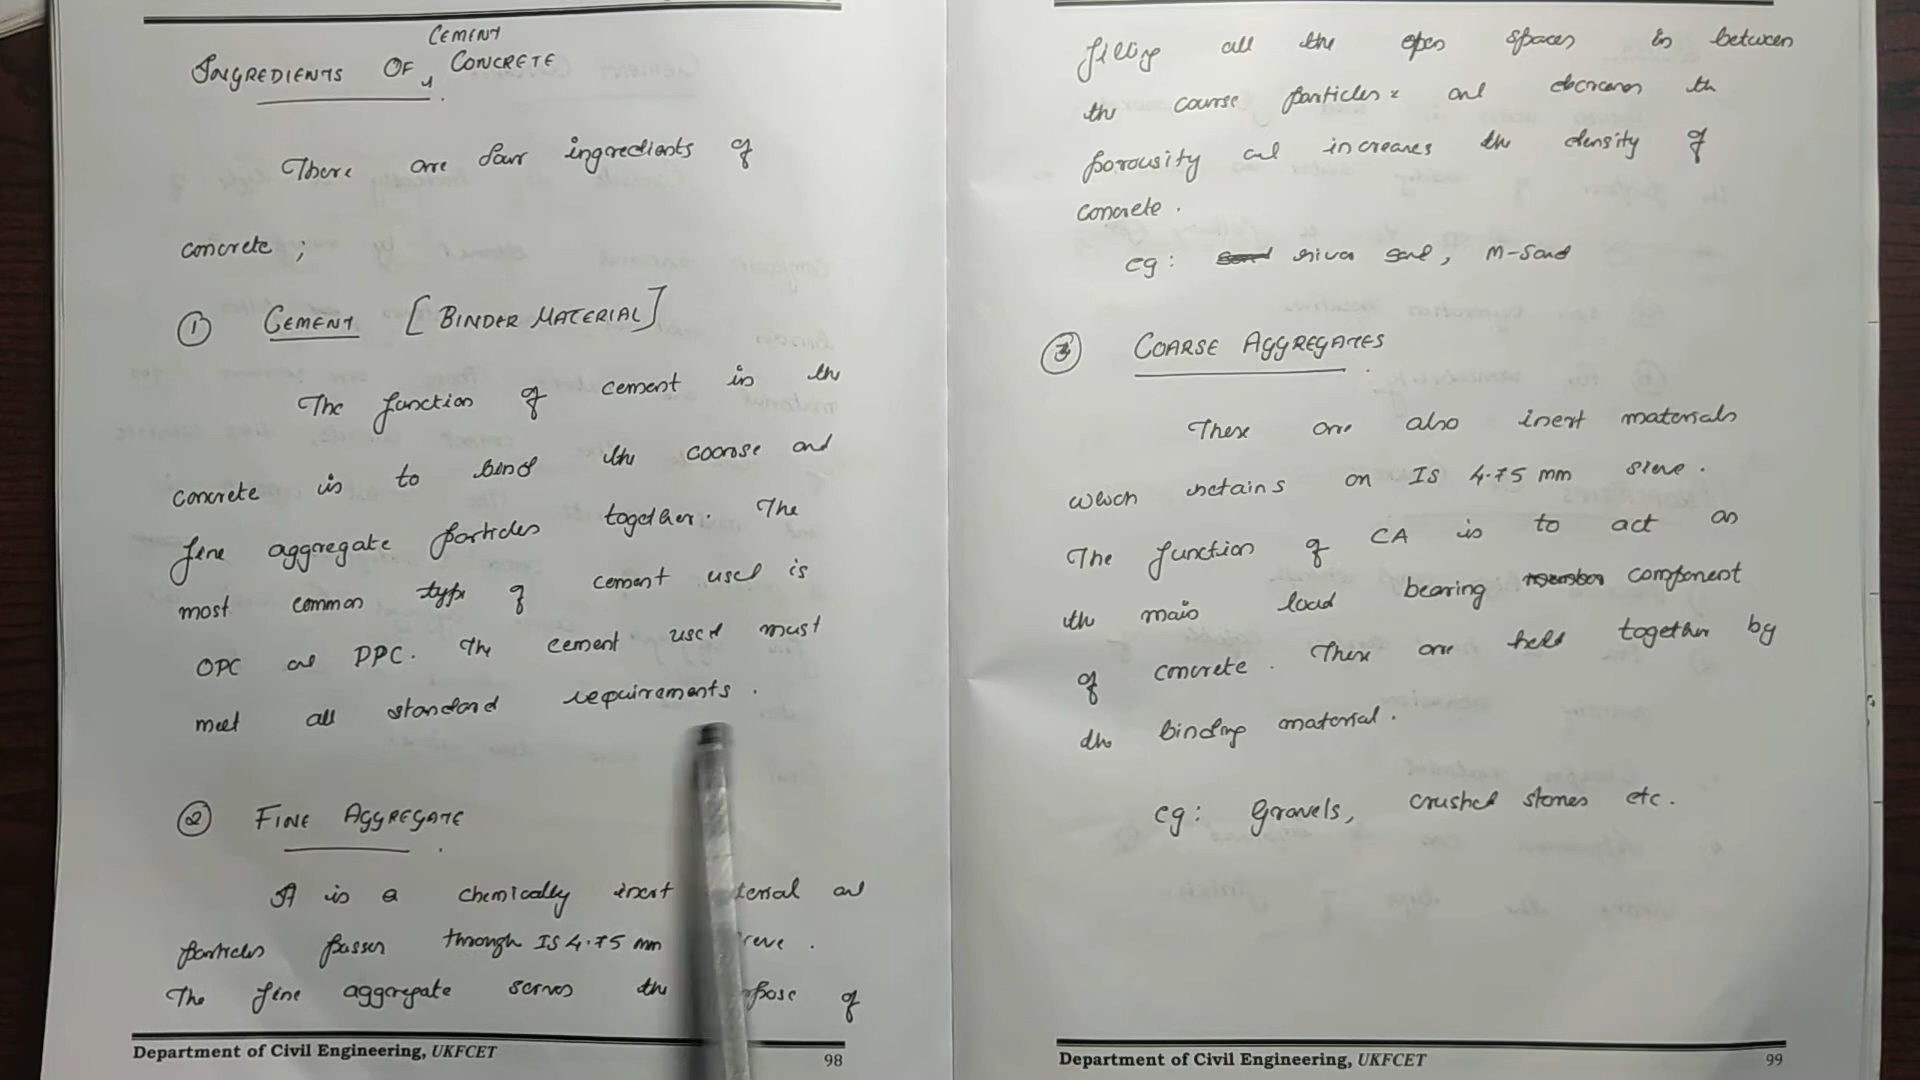 CEMENT
INGREDIENTS OF CONCRETE
There are four ingredients of
concrete ;
① CEMENT [BINDER MATERIAL]
The function of cement in the
concrete is to bind the coarse and
fine aggregate particles together. The
most common type of cement used is
OPC and PPC. The cement used must
meet all standard requirements.
② FINE AGGREGATE
It is a chemically inert and
particles passes through IS 4.75 mm
The fine aggregate serves the of
Department of Civil Engineering, UKFCET
98
filling all the open spaces in between
the course particles and decreases the
porosity and increases the density of
concrete.
eg: river sand, M-Sand
③ COARSE AGGREGATES
These are also inert materials
which retains on IS 4.75 mm sieve.
The function of CA is to act as
the main load bearing component
of concrete. These are held together by
the binding material.
eg: Gravels, crushed stones etc.
Department of Civil Engineering, UKFCET
99